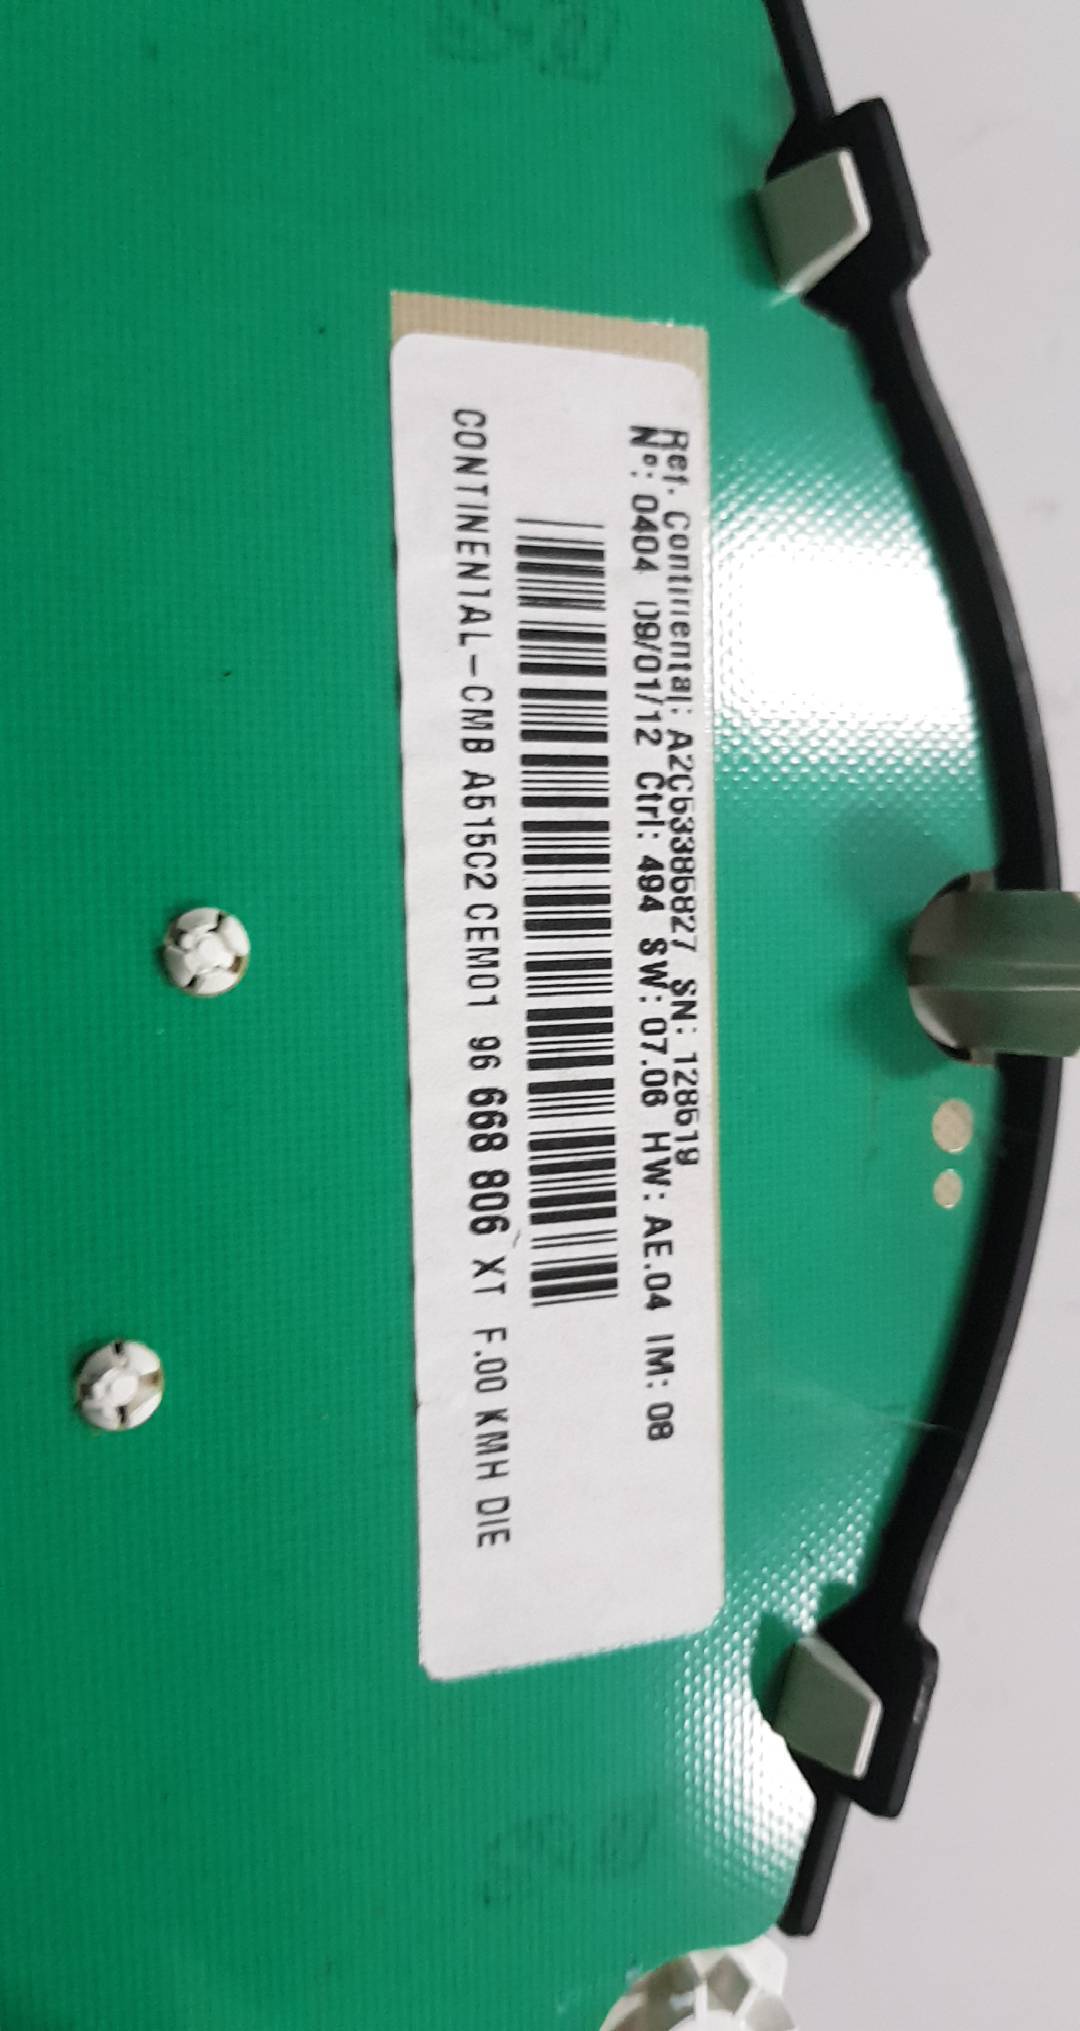 Ref. Continental: A2C53386827 SN: 128619
Nº: 0404 09/01/12 Ctrl: 494 SW: 07.06 HW: AE.04 IM: 08
CONTINENTAL-CMB A515C2 CEM01 96 668 806 XT F.00 KMH DIE